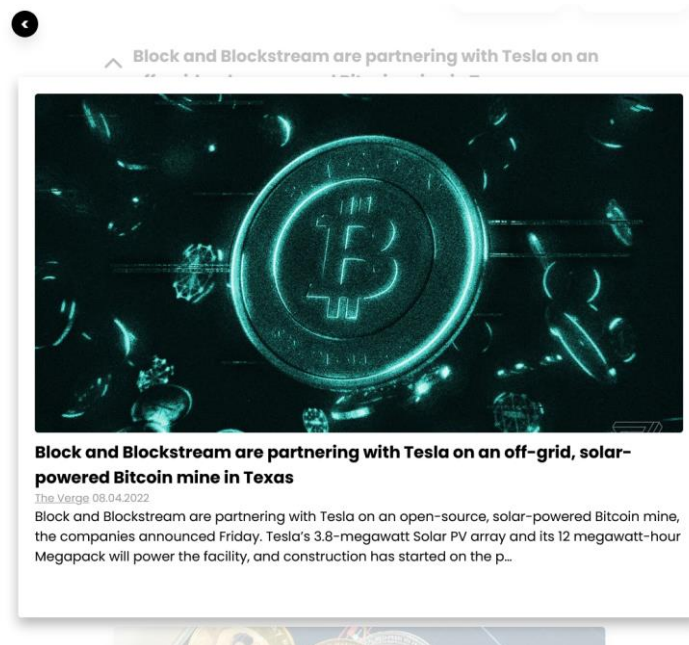 Block and Blockstream are partnering with Tesla on an
Block and Blockstream are partnering with Tesla on an off-grid, solar-
powered Bitcoin mine in Texas
The Verge 08.04.2022
Block and Blockstream are partnering with Tesla on an open-source, solar-powered Bitcoin mine,
the companies announced Friday. Tesla’s 3.8-megawatt Solar PV array and its 12 megawatt-hour
Megapack will power the facility, and construction has started on the p…